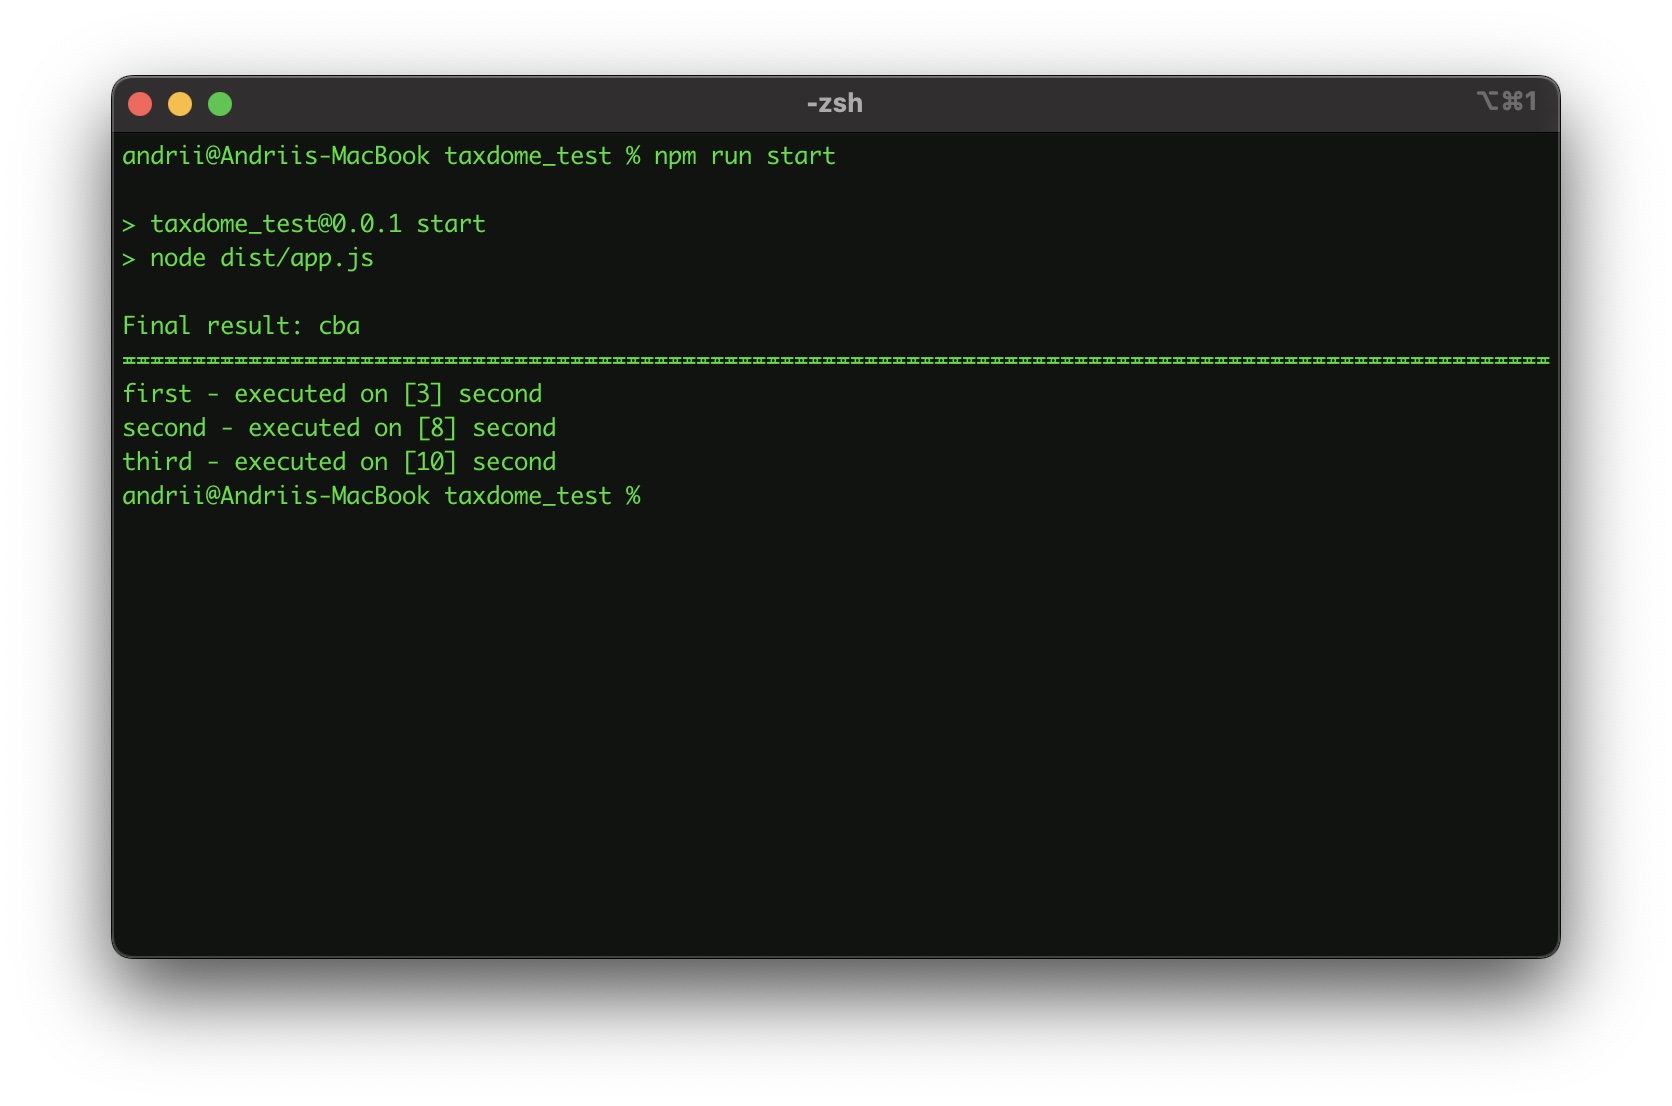 -zsh
⌥⌘1
andrii@Andriis-MacBook taxdome_test % npm run start
> taxdome_test@0.0.1 start
> node dist/app.js
Final result: cba
======================================================================================================
first - executed on [3] second
second - executed on [8] second
third - executed on [10] second
andrii@Andriis-MacBook taxdome_test %